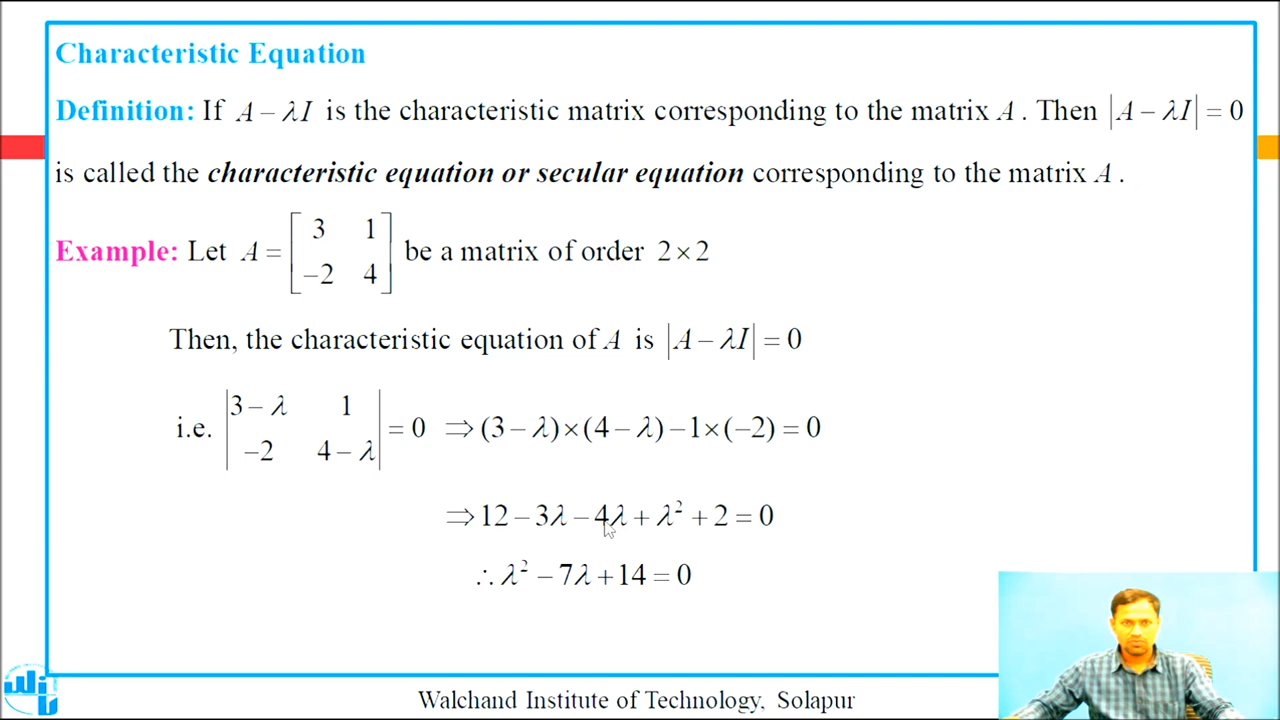 Characteristic Equation
Definition: If A − λI is the characteristic matrix corresponding to the matrix A . Then |A − λI| = 0
is called the characteristic equation or secular equation corresponding to the matrix A .
Example: Let A = [3 1; −2 4] be a matrix of order 2 × 2
Then, the characteristic equation of A is |A − λI| = 0
i.e. |3 − λ 1; −2 4 − λ| = 0 ⇒ (3 − λ)×(4 − λ) − 1×(−2) = 0
⇒ 12 − 3λ − 4λ + λ² + 2 = 0
∴ λ² − 7λ + 14 = 0
WIT
Walchand Institute of Technology, Solapur